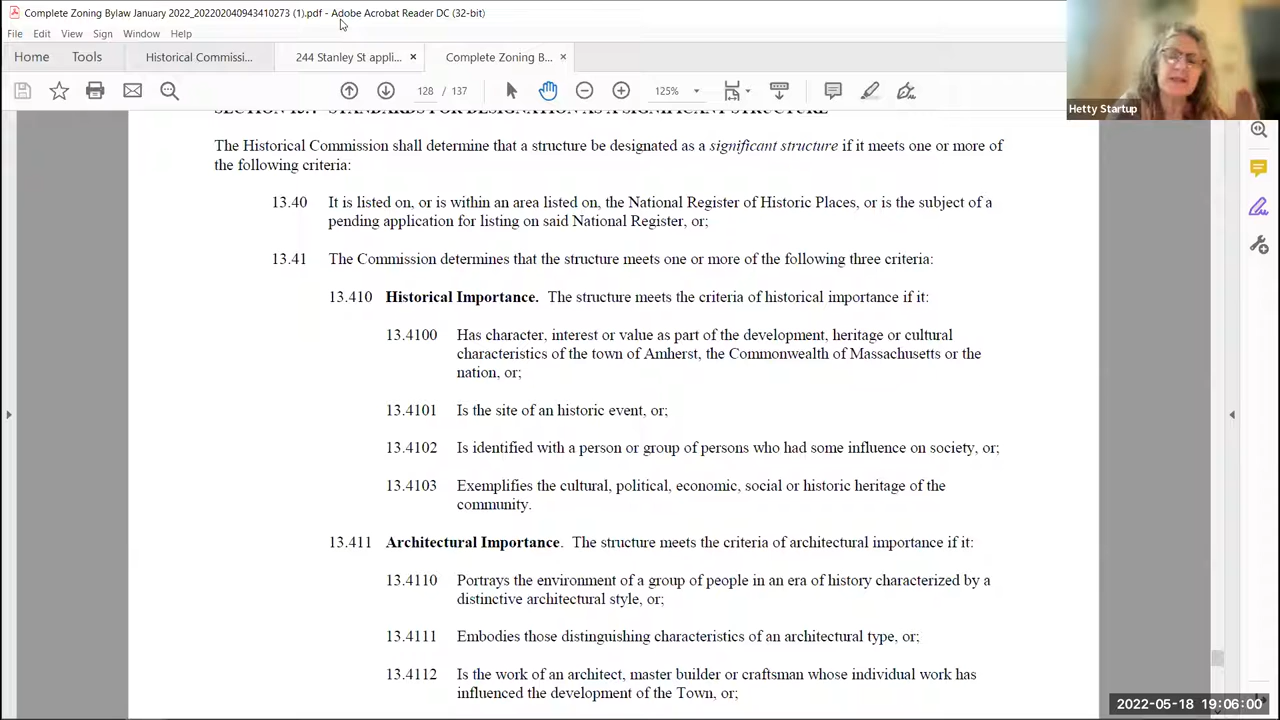 Complete Zoning Bylaw January 2022_202202040943410273 (1).pdf - Adobe Acrobat Reader DC (32-bit)
File Edit View Sign Window Help
Home Tools Historical Commissi... 244 Stanley St appli... × Complete Zoning B... ×
128 / 137 125%
Hetty Startup
The Historical Commission shall determine that a structure be designated as a significant structure if it meets one or more of
the following criteria:
13.40 It is listed on, or is within an area listed on, the National Register of Historic Places, or is the subject of a
pending application for listing on said National Register, or;
13.41 The Commission determines that the structure meets one or more of the following three criteria:
13.410 Historical Importance. The structure meets the criteria of historical importance if it:
13.4100 Has character, interest or value as part of the development, heritage or cultural
characteristics of the town of Amherst, the Commonwealth of Massachusetts or the
nation, or;
13.4101 Is the site of an historic event, or;
13.4102 Is identified with a person or group of persons who had some influence on society, or;
13.4103 Exemplifies the cultural, political, economic, social or historic heritage of the
community.
13.411 Architectural Importance. The structure meets the criteria of architectural importance if it:
13.4110 Portrays the environment of a group of people in an era of history characterized by a
distinctive architectural style, or;
13.4111 Embodies those distinguishing characteristics of an architectural type, or;
13.4112 Is the work of an architect, master builder or craftsman whose individual work has
influenced the development of the Town, or;
2022-05-18 19:06:00